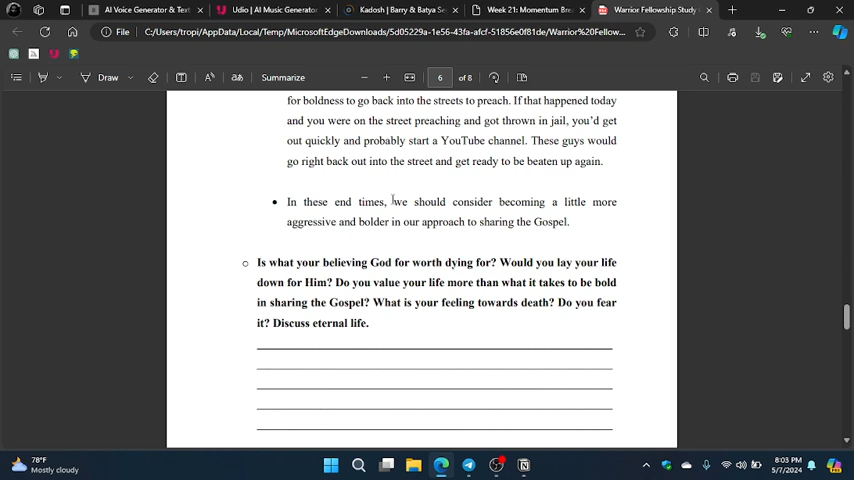 AI Voice Generator & Text
Udio | AI Music Generator
Kadosh | Barry & Batya Se
Week 21: Momentum Bre
Warrior Fellowship Study
File
C:/Users/tropi/AppData/Local/Temp/MicrosoftEdgeDownloads/5d05229a-1e56-43fa-afcf-51856e0f81de/Warrior%20Fellow...
Draw
Summarize
6 of 8
for boldness to go back into the streets to preach. If that happened today
and you were on the street preaching and got thrown in jail, you'd get
out quickly and probably start a YouTube channel. These guys would
go right back out into the street and get ready to be beaten up again.
• In these end times, we should consider becoming a little more
aggressive and bolder in our approach to sharing the Gospel.
o Is what your believing God for worth dying for? Would you lay your life
down for Him? Do you value your life more than what it takes to be bold
in sharing the Gospel? What is your feeling towards death? Do you fear
it? Discuss eternal life.
78°F
Mostly cloudy
8:03 PM
5/7/2024